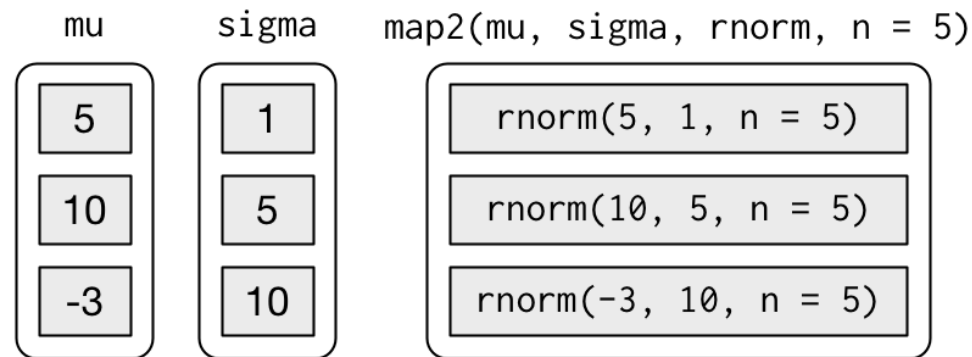 mu sigma map2(mu, sigma, rnorm, n = 5)
5 1 rnorm(5, 1, n = 5)
10 5 rnorm(10, 5, n = 5)
-3 10 rnorm(-3, 10, n = 5)